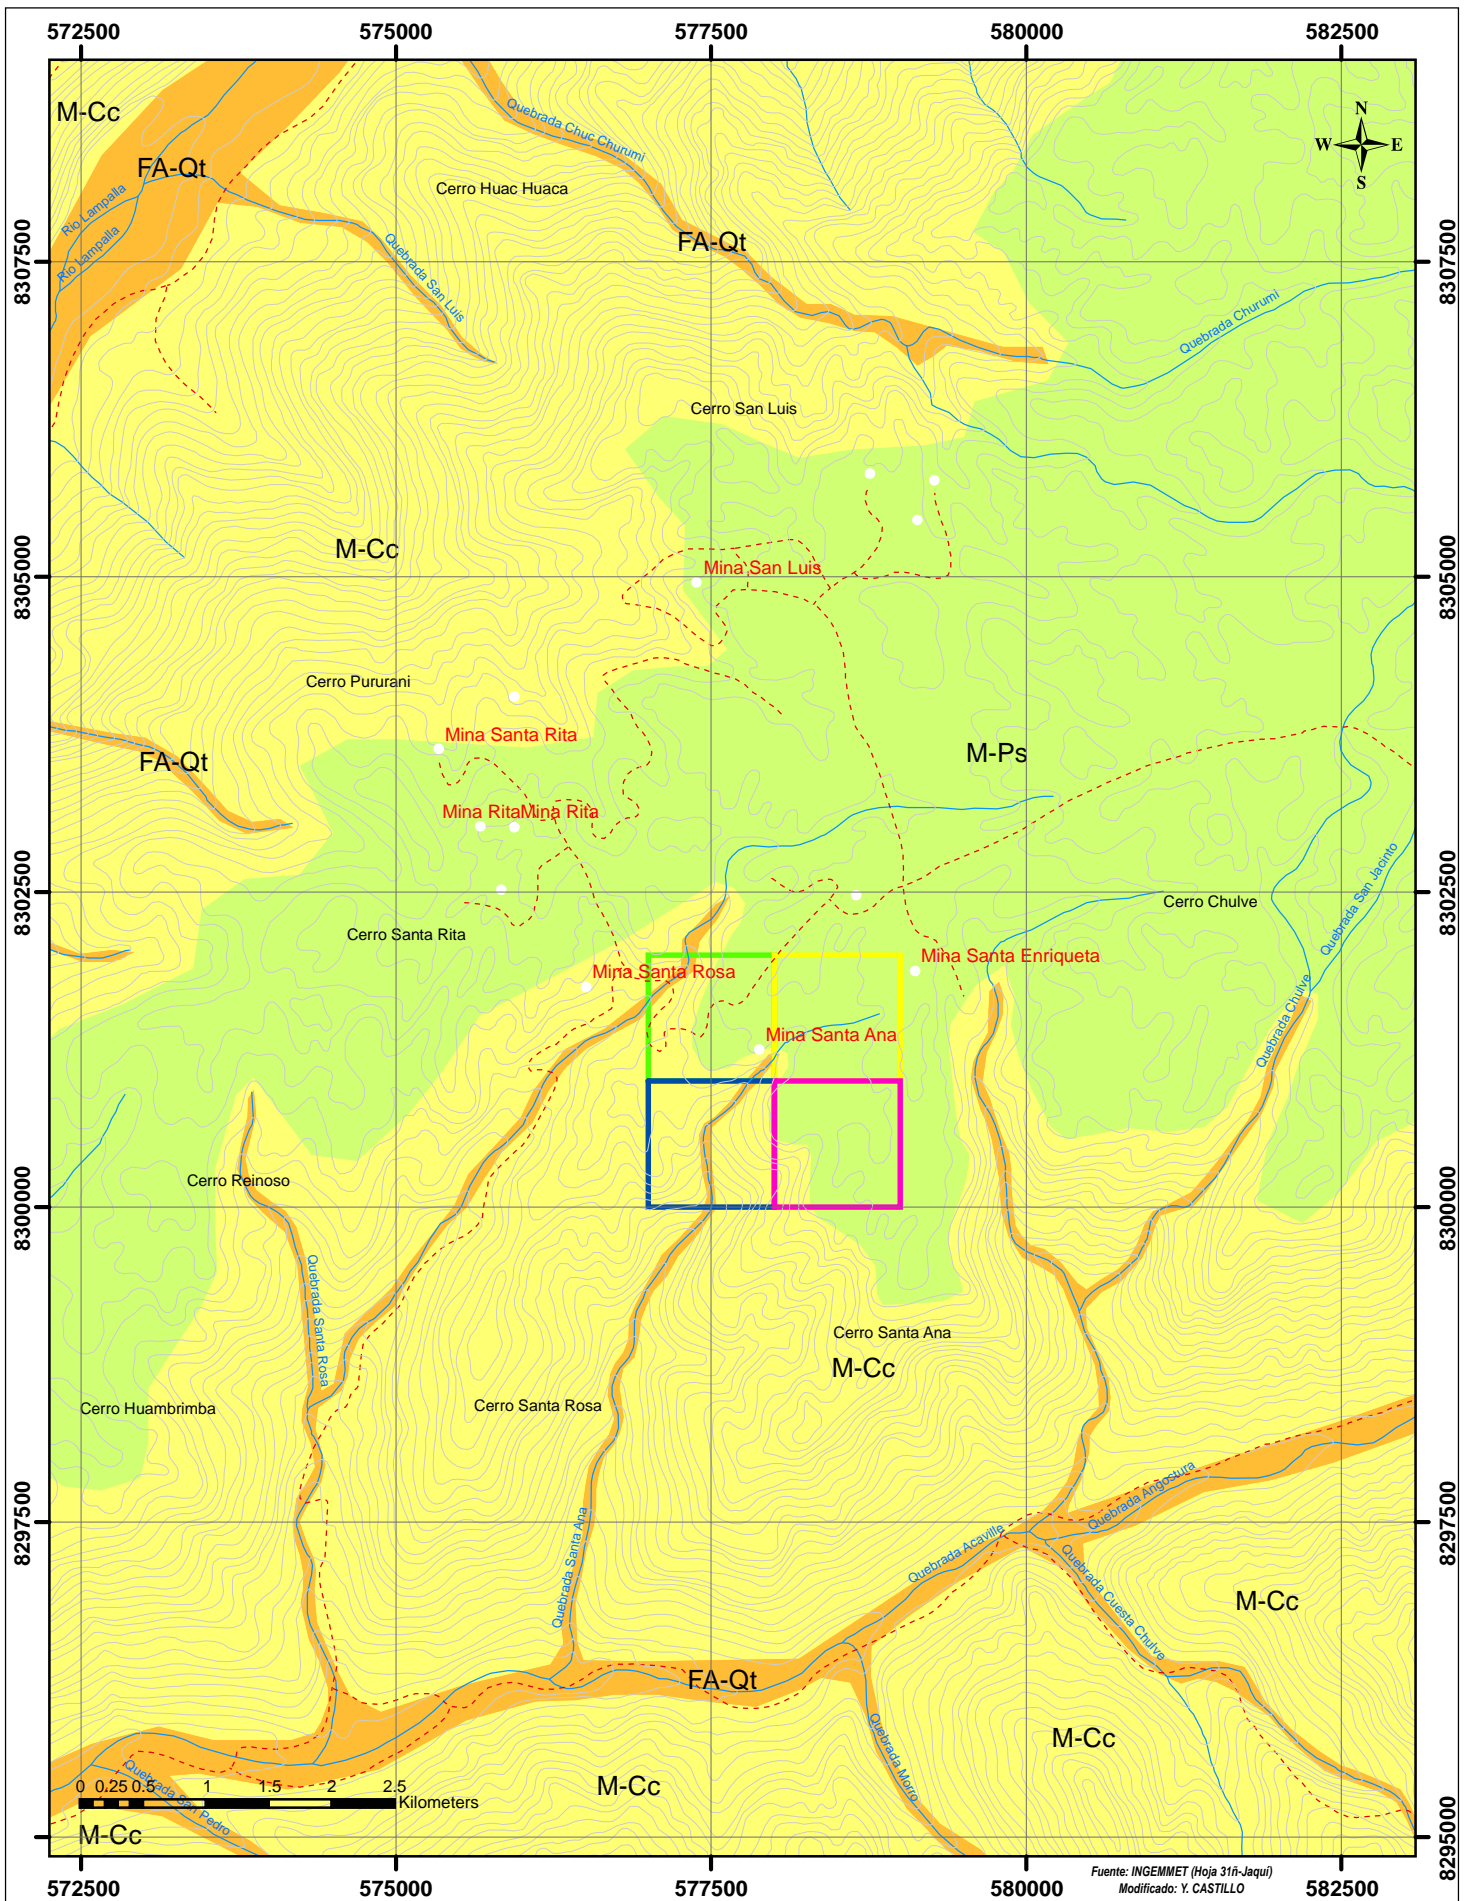 572500 575000 577500 580000 582500
M-Cc
N
W E
S
FA-Qt
Quebrada Chuc Churumi
Cerro Huac Huaca
Rio Lampalla
Rio Lampalla
Quebrada San Luis
FA-Qt
8307500
8307500
Quebrada Churumi
Cerro San Luis
M-Cc
Mina San Luis
8305000
8305000
Cerro Pururani
Mina Santa Rita
M-Ps
FA-Qt
Mina Rita
Mina Rita
8302500
8302500
Cerro Chulve
Quebrada San Jacinto
Cerro Santa Rita
Mina Santa Enriqueta
Mina Santa Rosa
Quebrada Chulve
Mina Santa Ana
Cerro Reinoso
8300000
8300000
Quebrada Santa Rosa
Cerro Santa Ana
M-Cc
Cerro Santa Rosa
Cerro Huambrimba
Quebrada Angostura
8297500
8297500
Quebrada Santa Ana
Quebrada Acaville
Quebrada Cuesta Chulve
M-Cc
FA-Qt
Quebrada Morro
M-Cc
M-Cc
Quebrada San Pedro
0 0.25 0.5 1 1.5 2 2.5
Kilometers
M-Cc
8295000
8295000
Fuente: INGEMMET (Hoja 31ñ-Jaqui)
Modificado: Y. CASTILLO
572500 575000 577500 580000 582500